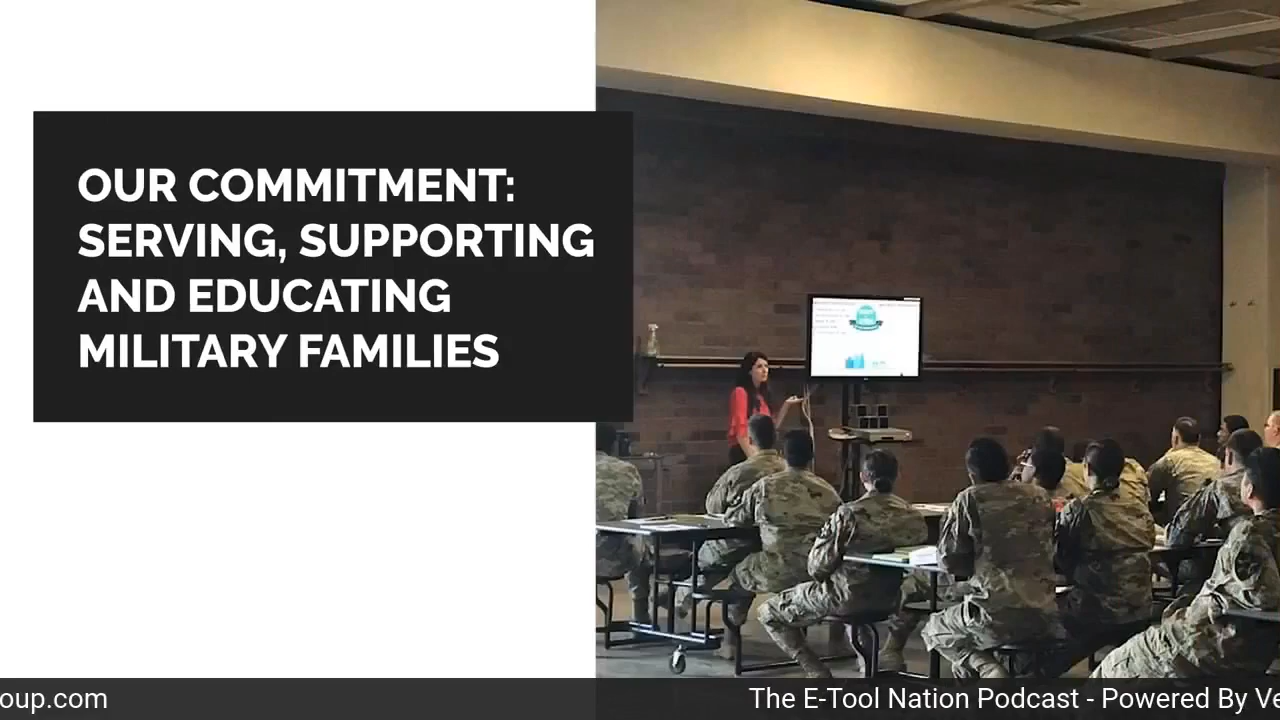 OUR COMMITMENT:
SERVING, SUPPORTING
AND EDUCATING
MILITARY FAMILIES
oup.com
The E-Tool Nation Podcast - Powered By Ve